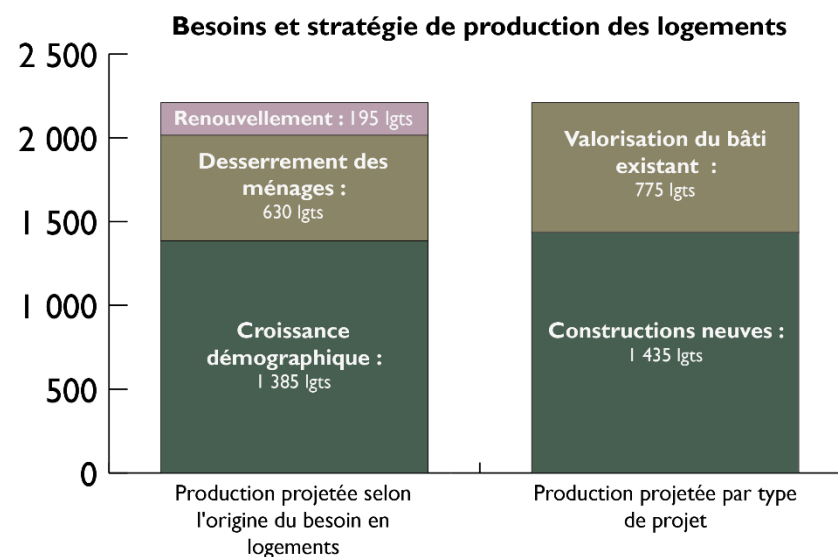 Besoins et stratégie de production des logements
2 500
2 000
1 500
1 000
500
0
Renouvellement : 195 lgts
Desserrement des
ménages :
630 lgts
Croissance
démographique :
1 385 lgts
Valorisation du bâti
existant :
775 lgts
Constructions neuves :
1 435 lgts
Production projetée selon
l'origine du besoin en
logements
Production projetée par type
de projet